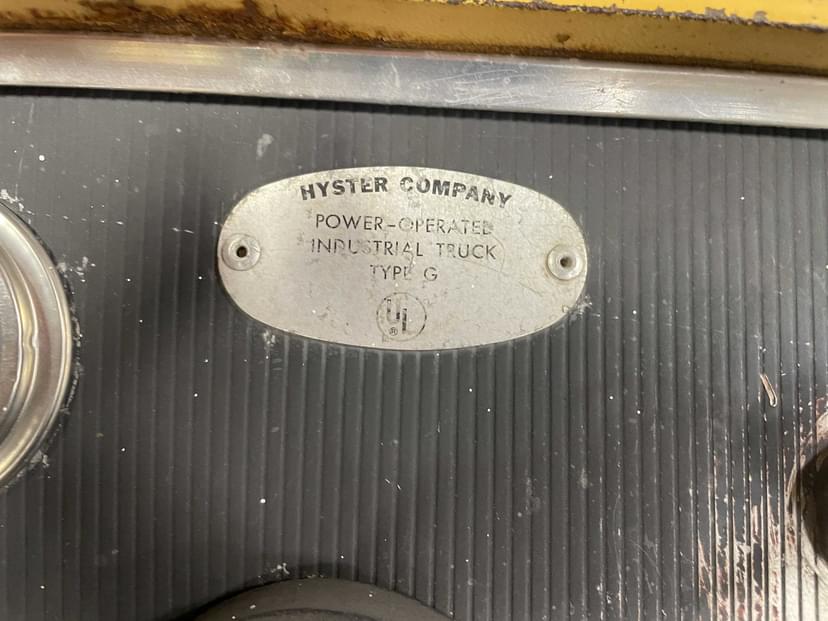 HYSTER COMPANY
POWER-OPERATED
INDUSTRIAL TRUCK
TYPE G
UL
®